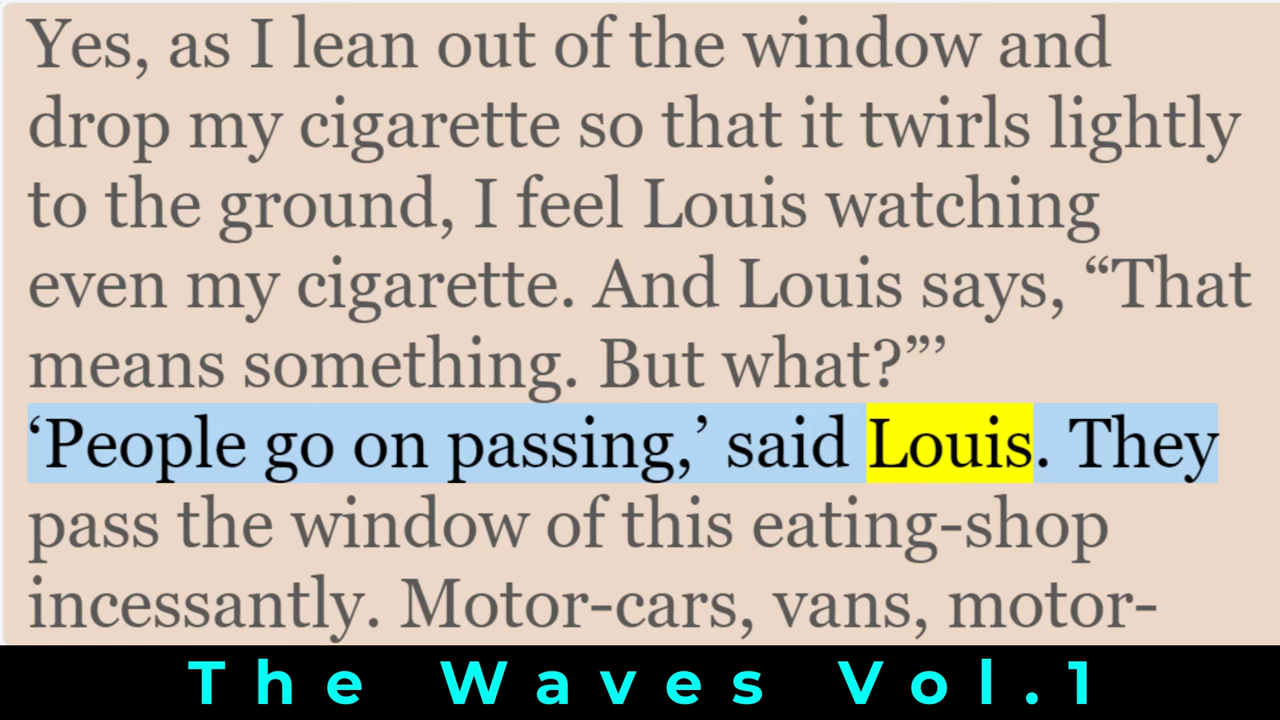 Yes, as I lean out of the window and
drop my cigarette so that it twirls lightly
to the ground, I feel Louis watching
even my cigarette. And Louis says, “That
means something. But what?”’
‘People go on passing,’ said Louis. They
pass the window of this eating-shop
incessantly. Motor-cars, vans, motor-
The Waves Vol.1